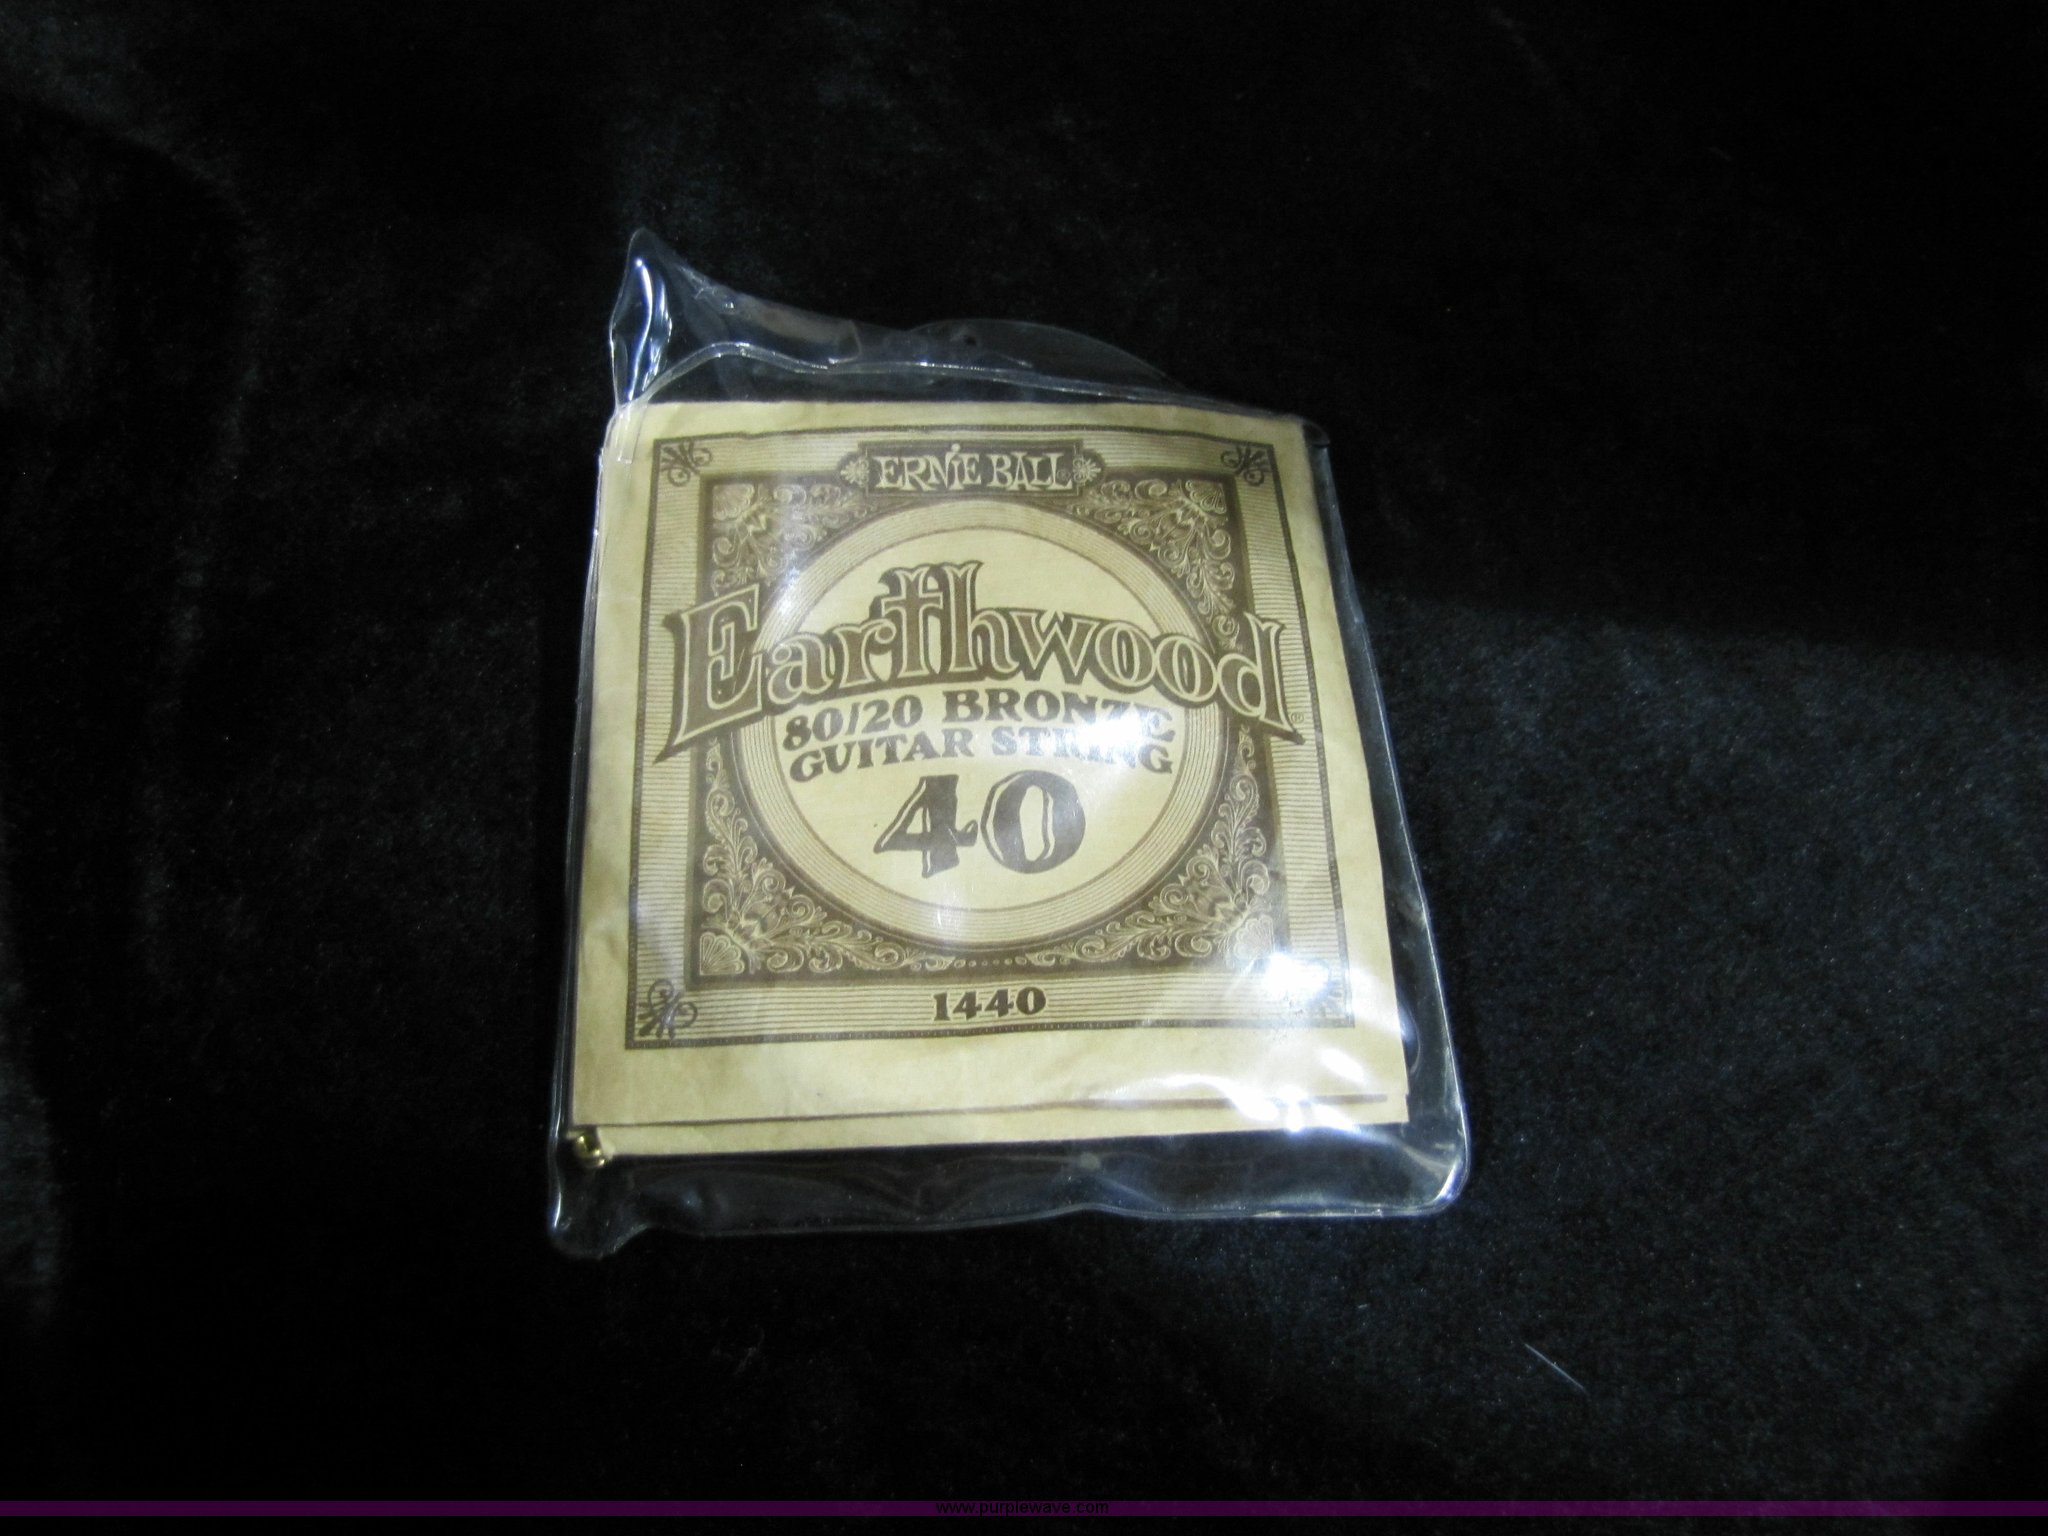 ERNIE BALL
Earthwood®
80/20 BRONZE
GUITAR STRING
40
1440
www.purplewave.com